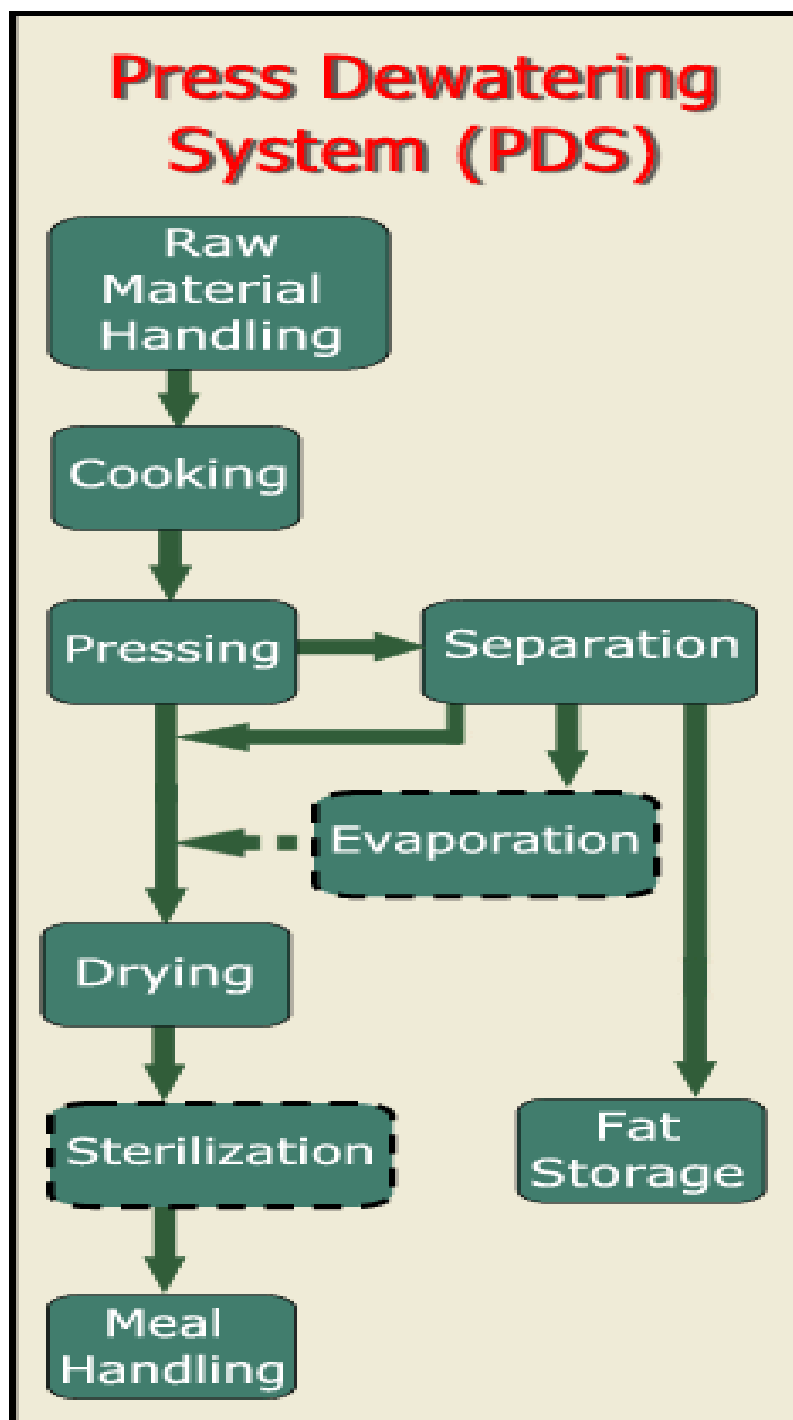 Press Dewatering
System (PDS)
Raw
Material
Handling
Cooking
Pressing
Separation
Evaporation
Drying
Sterilization
Fat
Storage
Meal
Handling